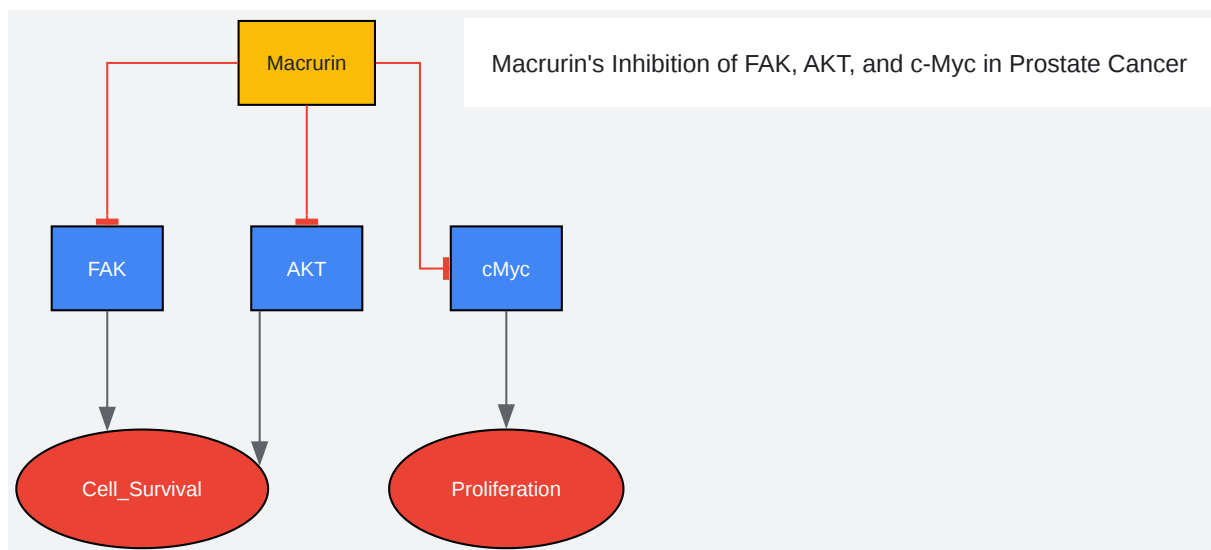 Macrurin
Macrurin's Inhibition of FAK, AKT, and c-Myc in Prostate Cancer
FAK
AKT
cMyc
Cell_Survival
Proliferation